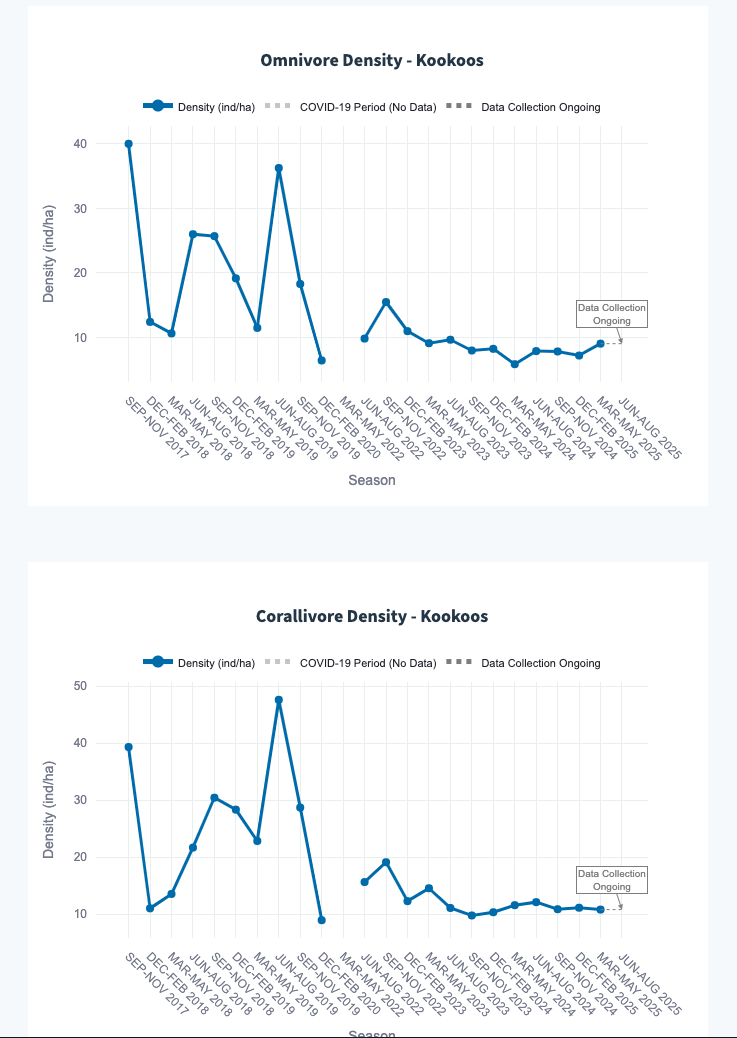 Omnivore Density - Kookoos
Density (ind/ha)
COVID-19 Period (No Data)
Data Collection Ongoing
40
30
20
10
Density (ind/ha)
Data Collection
Ongoing
SEP-NOV 2017
DEC-FEB 2018
MAR-MAY 2018
JUN-AUG 2018
SEP-NOV 2018
DEC-FEB 2019
MAR-MAY 2019
JUN-AUG 2019
SEP-NOV 2019
DEC-FEB 2020
MAR-MAY 2022
JUN-AUG 2022
SEP-NOV 2022
DEC-FEB 2023
MAR-MAY 2023
JUN-AUG 2023
SEP-NOV 2023
DEC-FEB 2024
MAR-MAY 2024
JUN-AUG 2024
SEP-NOV 2024
DEC-FEB 2025
MAR-MAY 2025
JUN-AUG 2025
Season
Corallivore Density - Kookoos
Density (ind/ha)
COVID-19 Period (No Data)
Data Collection Ongoing
50
40
30
20
10
Density (ind/ha)
Data Collection
Ongoing
SEP-NOV 2017
DEC-FEB 2018
MAR-MAY 2018
JUN-AUG 2018
SEP-NOV 2018
DEC-FEB 2019
MAR-MAY 2019
JUN-AUG 2019
SEP-NOV 2019
DEC-FEB 2020
MAR-MAY 2022
JUN-AUG 2022
SEP-NOV 2022
DEC-FEB 2023
MAR-MAY 2023
JUN-AUG 2023
SEP-NOV 2023
DEC-FEB 2024
MAR-MAY 2024
JUN-AUG 2024
SEP-NOV 2024
DEC-FEB 2025
MAR-MAY 2025
JUN-AUG 2025
Season